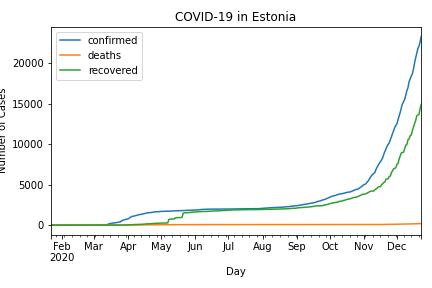 COVID-19 in Estonia
confirmed
deaths
recovered
20000
15000
10000
5000
0
Number of Cases
Feb Mar Apr May Jun Jul Aug Sep Oct Nov Dec
2020
Day